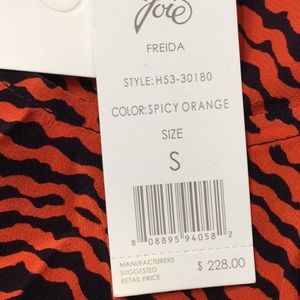 Joie
FREIDA
STYLE:H53-30180
COLOR:SPICY ORANGE
SIZE
S
8 08895 94058 2
MANUFACTURERS
SUGGESTED
RETAIL PRICE
$ 228.00